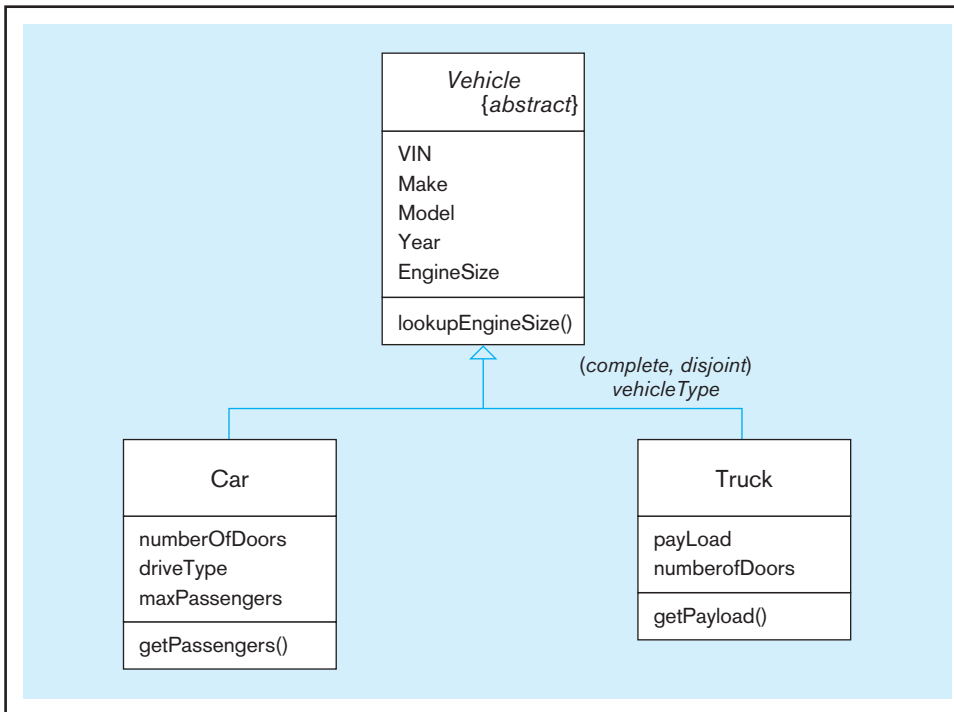 Vehicle
{abstract}
VIN
Make
Model
Year
EngineSize
lookupEngineSize()
(complete, disjoint)
vehicleType
Car
numberOfDoors
driveType
maxPassengers
getPassengers()
Truck
payLoad
numberofDoors
getPayload()